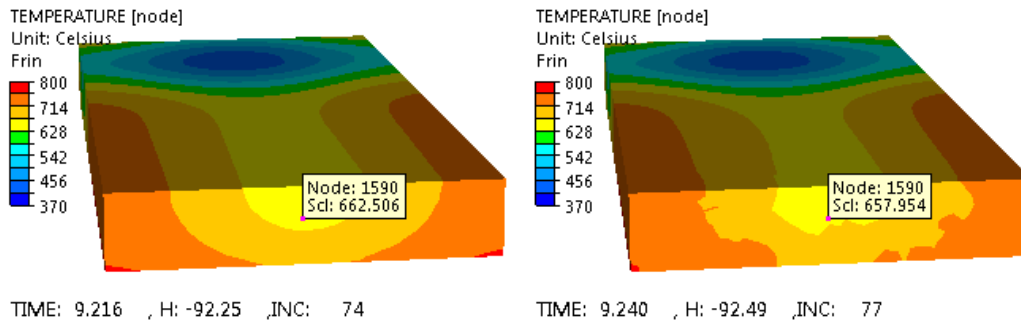 TEMPERATURE [node]
Unit: Celsius
Frin
800
714
628
542
456
370
Node: 1590
Scl: 662.506
TIME: 9.216 , H: -92.25 ,INC: 74
TEMPERATURE [node]
Unit: Celsius
Frin
800
714
628
542
456
370
Node: 1590
Scl: 657.954
TIME: 9.240 , H: -92.49 ,INC: 77